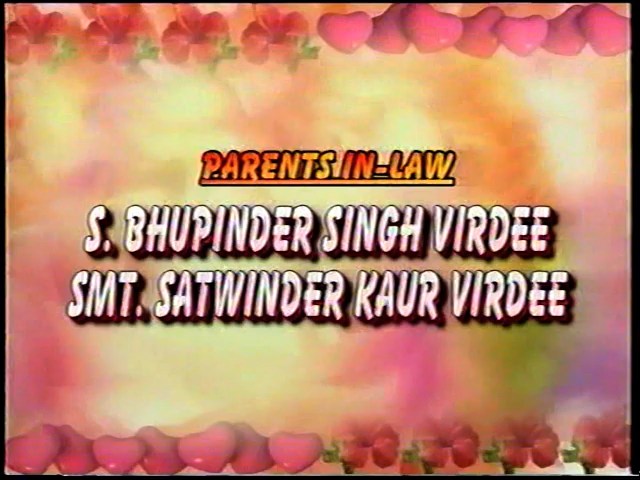 PARENTS IN-LAW
S. BHUPINDER SINGH VIRDEE
SMT. SATWINDER KAUR VIRDEE